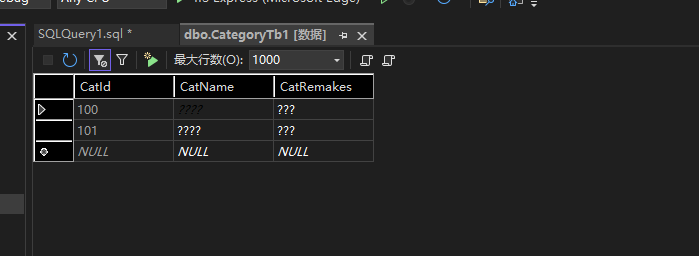 Any CPU
IIS Express (Microsoft Edge)
SQLQuery1.sql *
dbo.CategoryTb1 [数据]
最大行数(O): 1000
CatId CatName CatRemakes
100 ???? ???
101 ???? ???
NULL NULL NULL